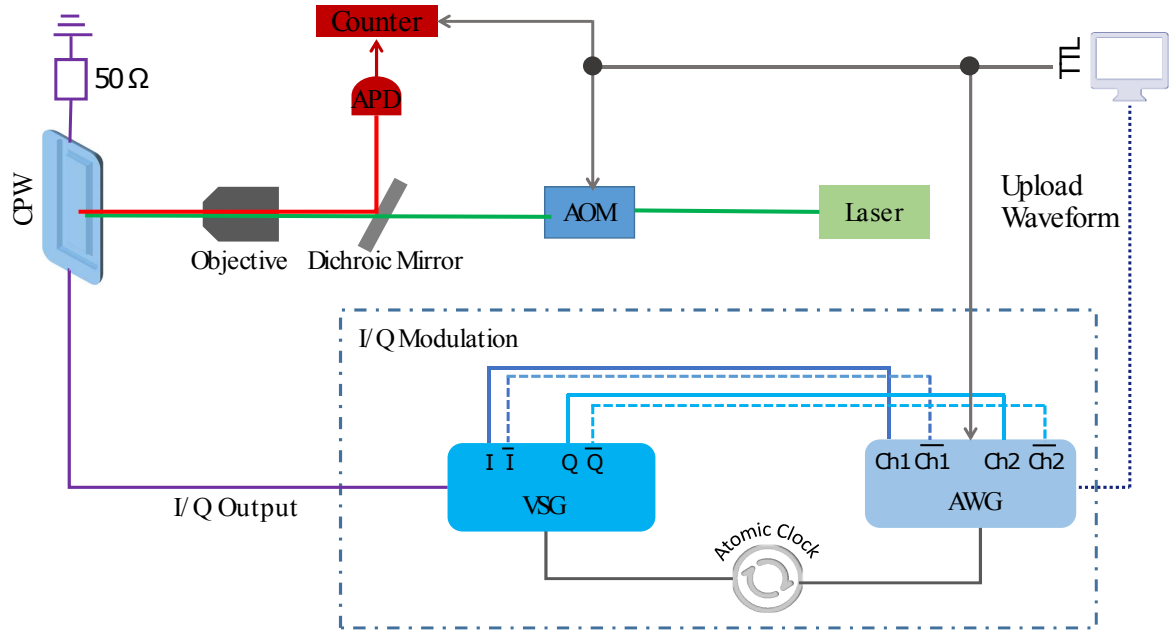 Counter
TTL
50 Ω
APD
CPW
AOM
Laser
Upload
Waveform
Objective
Dichroic Mirror
I/Q Modulation
I I̅ Q Q̅
Ch1 C̅h̅1̅ Ch2 C̅h̅2̅
VSG
AWG
I/Q Output
Atomic Clock